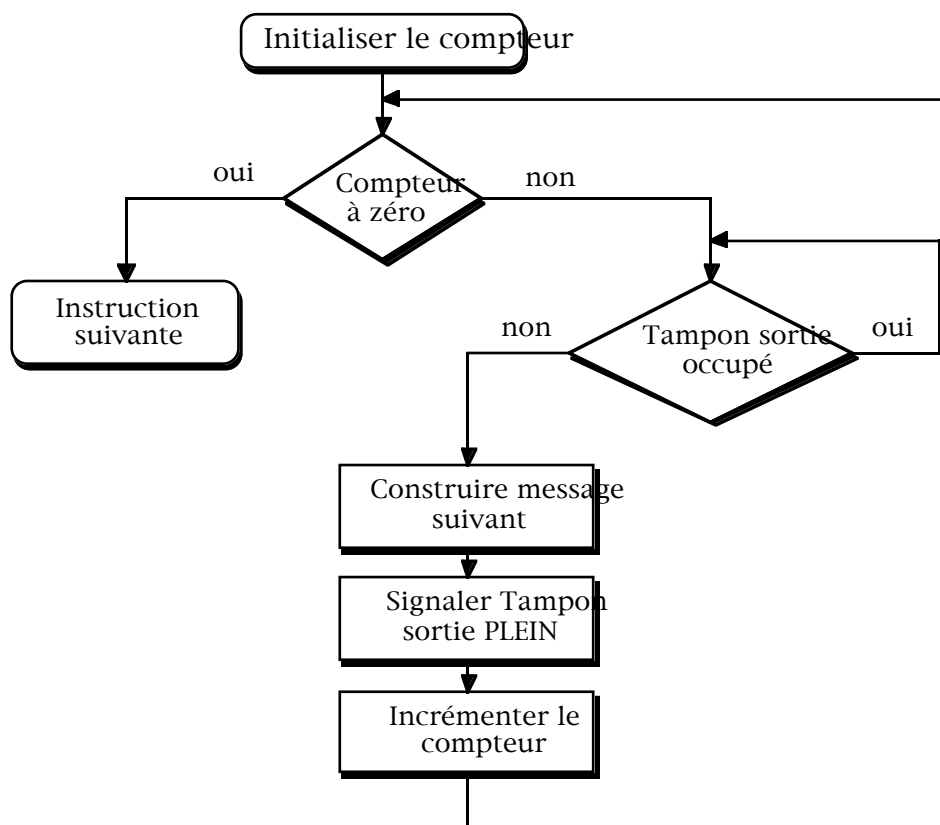 Initialiser le compteur
oui
Compteur
à zéro
non
Instruction
suivante
non
Tampon sortie
occupé
oui
Construire message
suivant
Signaler Tampon
sortie PLEIN
Incrémenter le
compteur